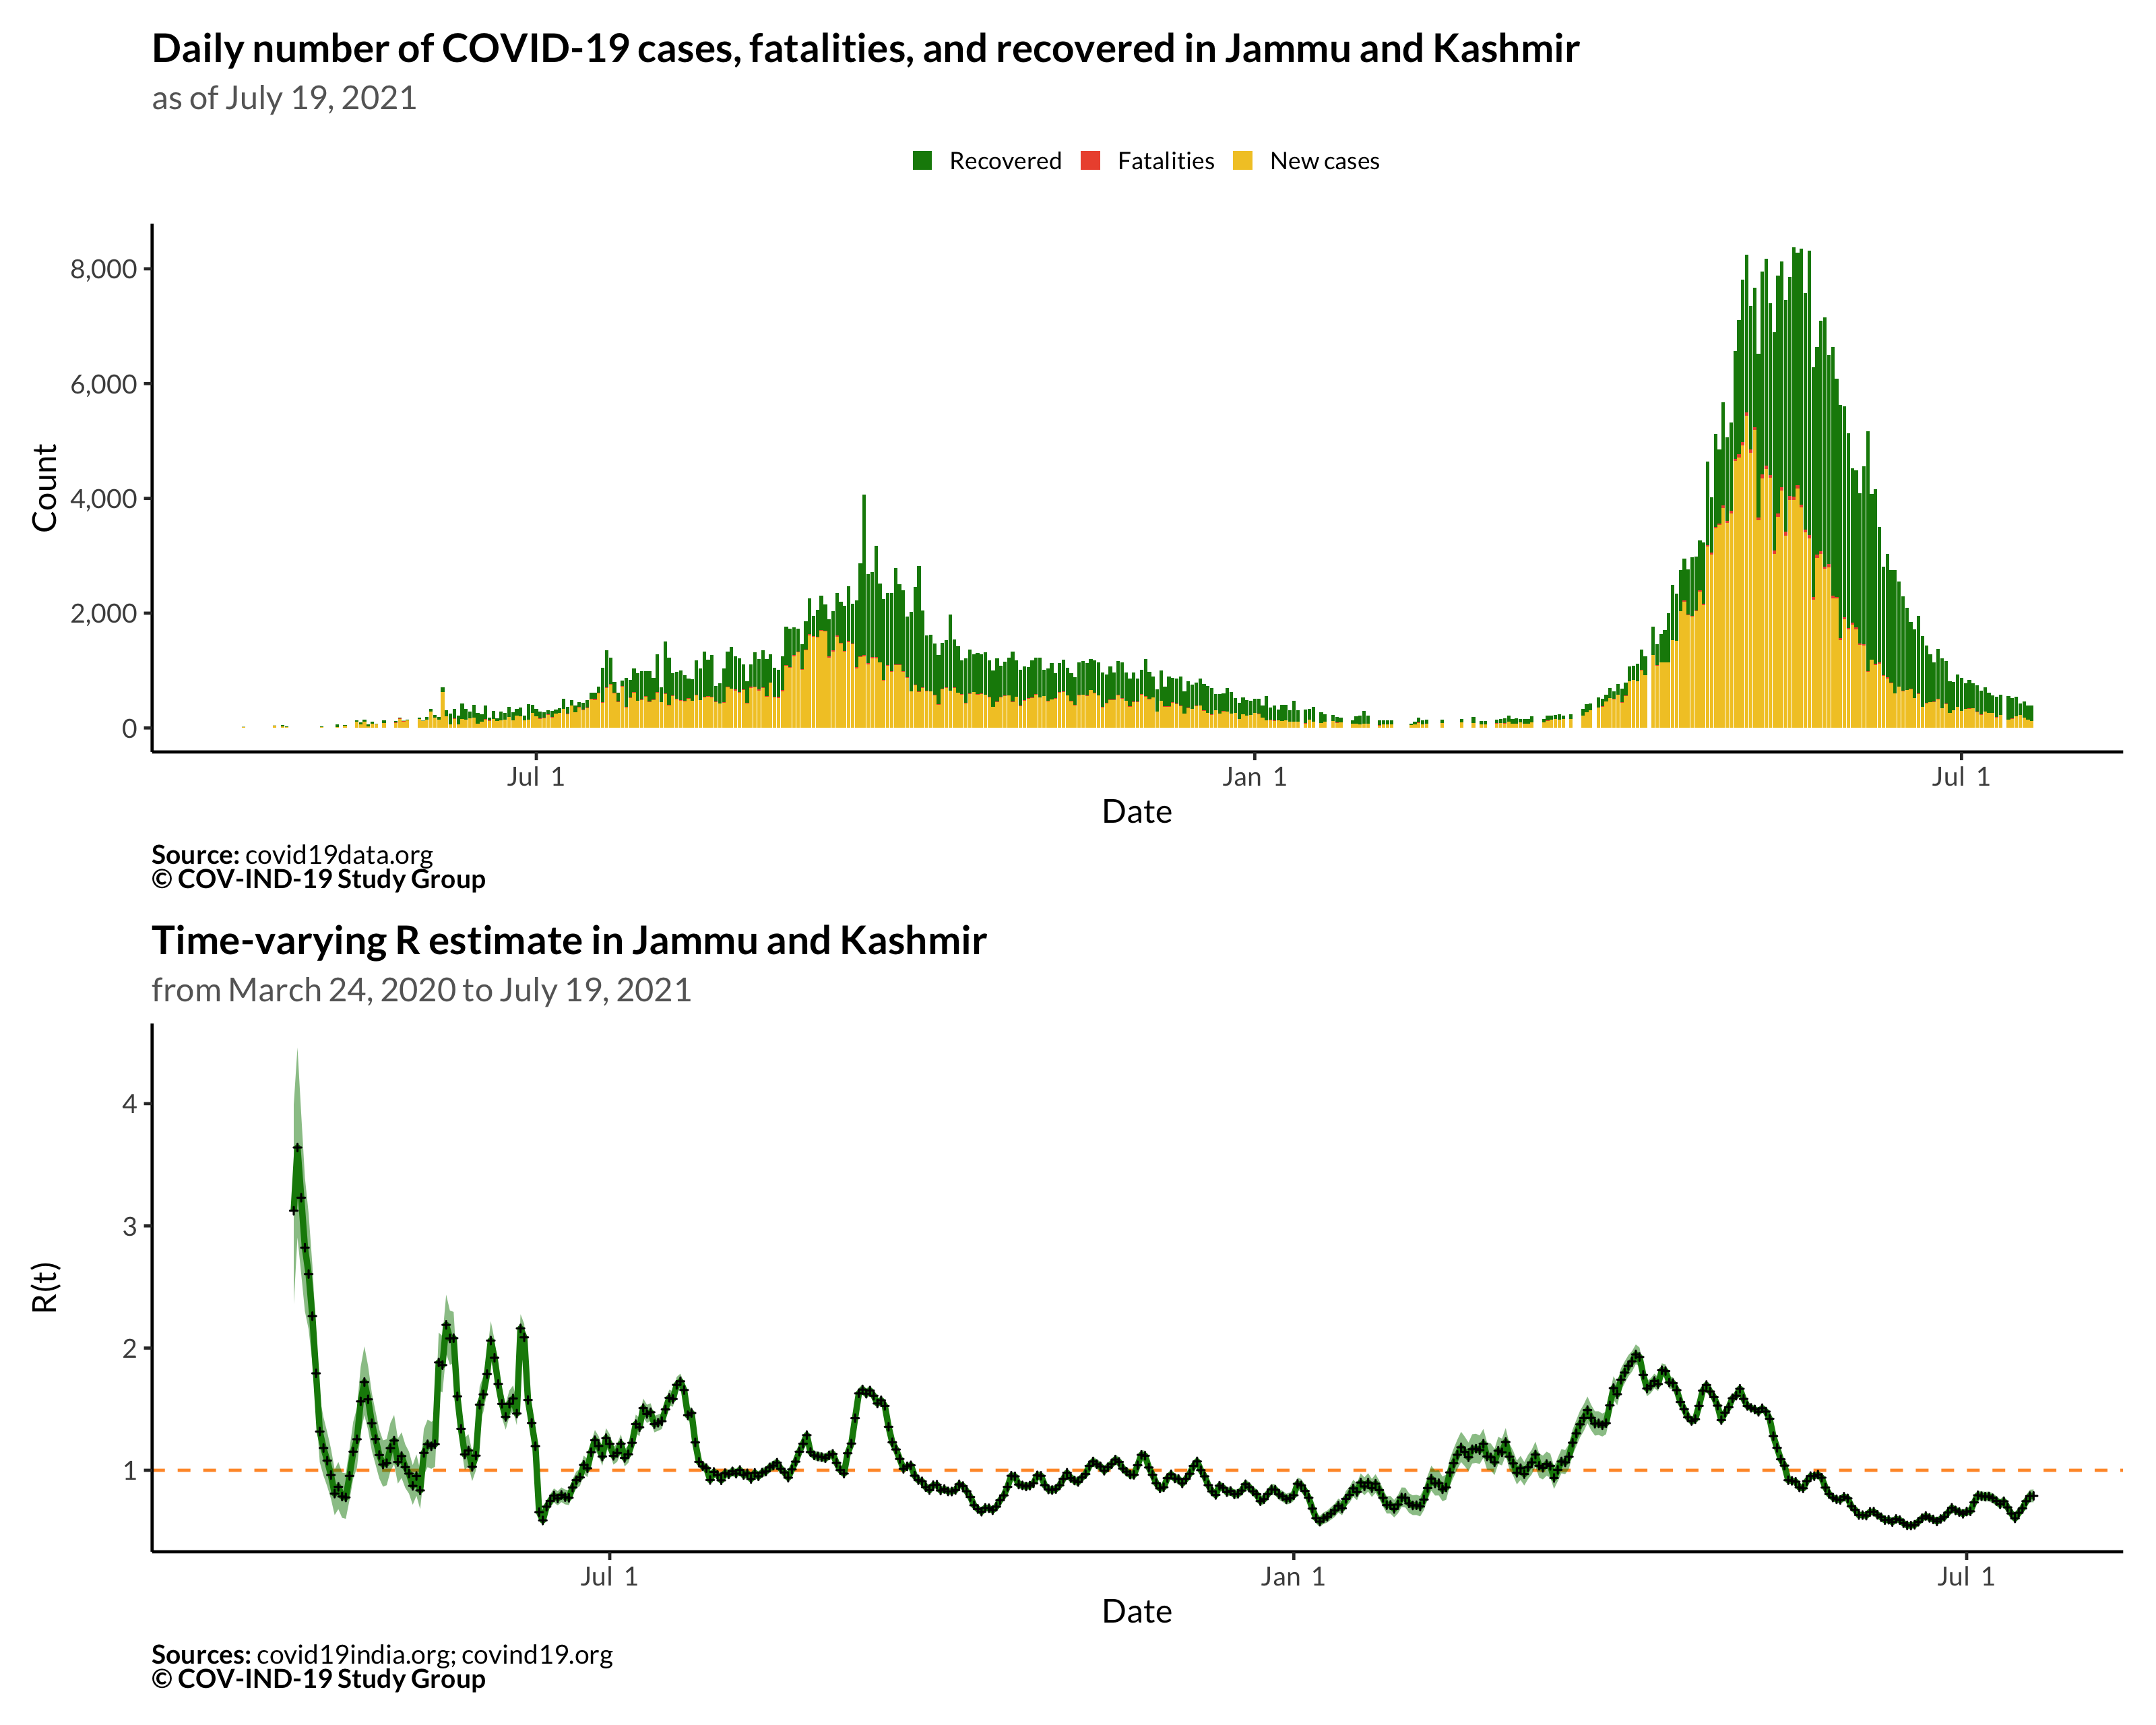 Daily number of COVID-19 cases, fatalities, and recovered in Jammu and Kashmir
as of July 19, 2021
Recovered Fatalities New cases
8,000
6,000
4,000
2,000
0
Count
Jul 1 Jan 1 Jul 1
Date
Source: covid19data.org
© COV-IND-19 Study Group
Time-varying R estimate in Jammu and Kashmir
from March 24, 2020 to July 19, 2021
4
3
2
1
R(t)
Jul 1 Jan 1 Jul 1
Date
Sources: covid19india.org; covind19.org
© COV-IND-19 Study Group